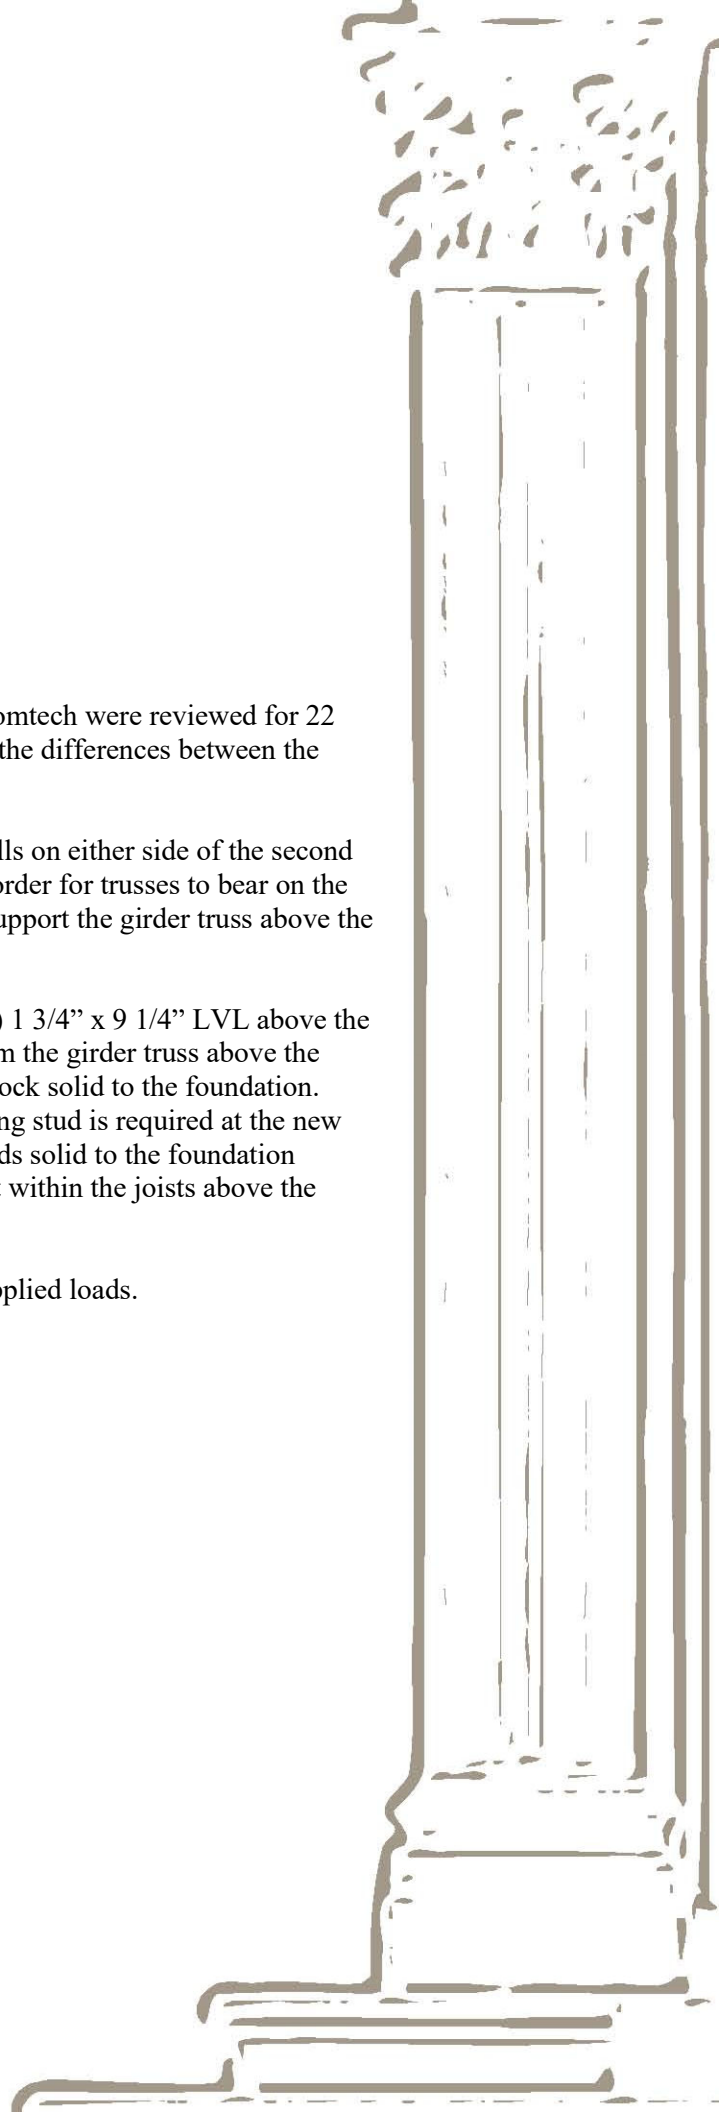 omtech were reviewed for 22
the differences between the
lls on either side of the second
order for trusses to bear on the
upport the girder truss above the
) 1 3/4” x 9 1/4” LVL above the
m the girder truss above the
ock solid to the foundation.
ng stud is required at the new
ds solid to the foundation
t within the joists above the
pplied loads.